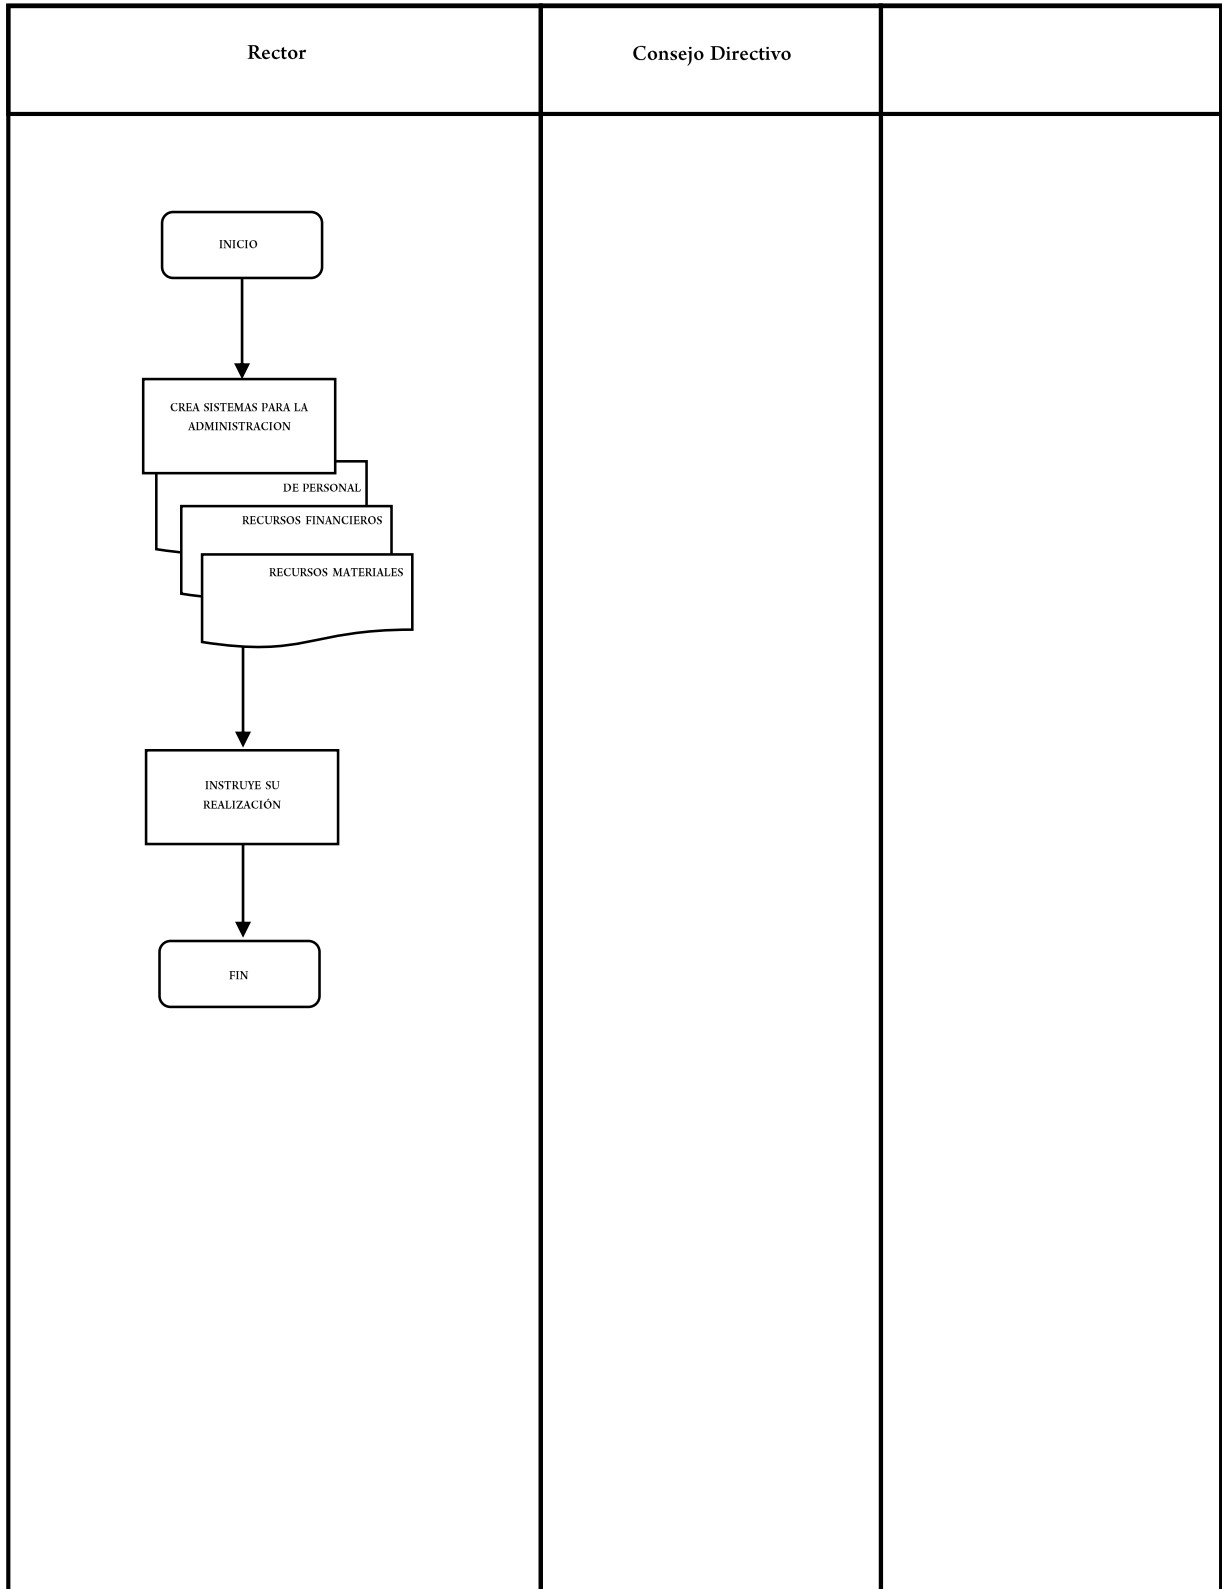 Rector
Consejo Directivo
INICIO
CREA SISTEMAS PARA LA
ADMINISTRACION
DE PERSONAL
RECURSOS FINANCIEROS
RECURSOS MATERIALES
INSTRUYE SU
REALIZACIÓN
FIN